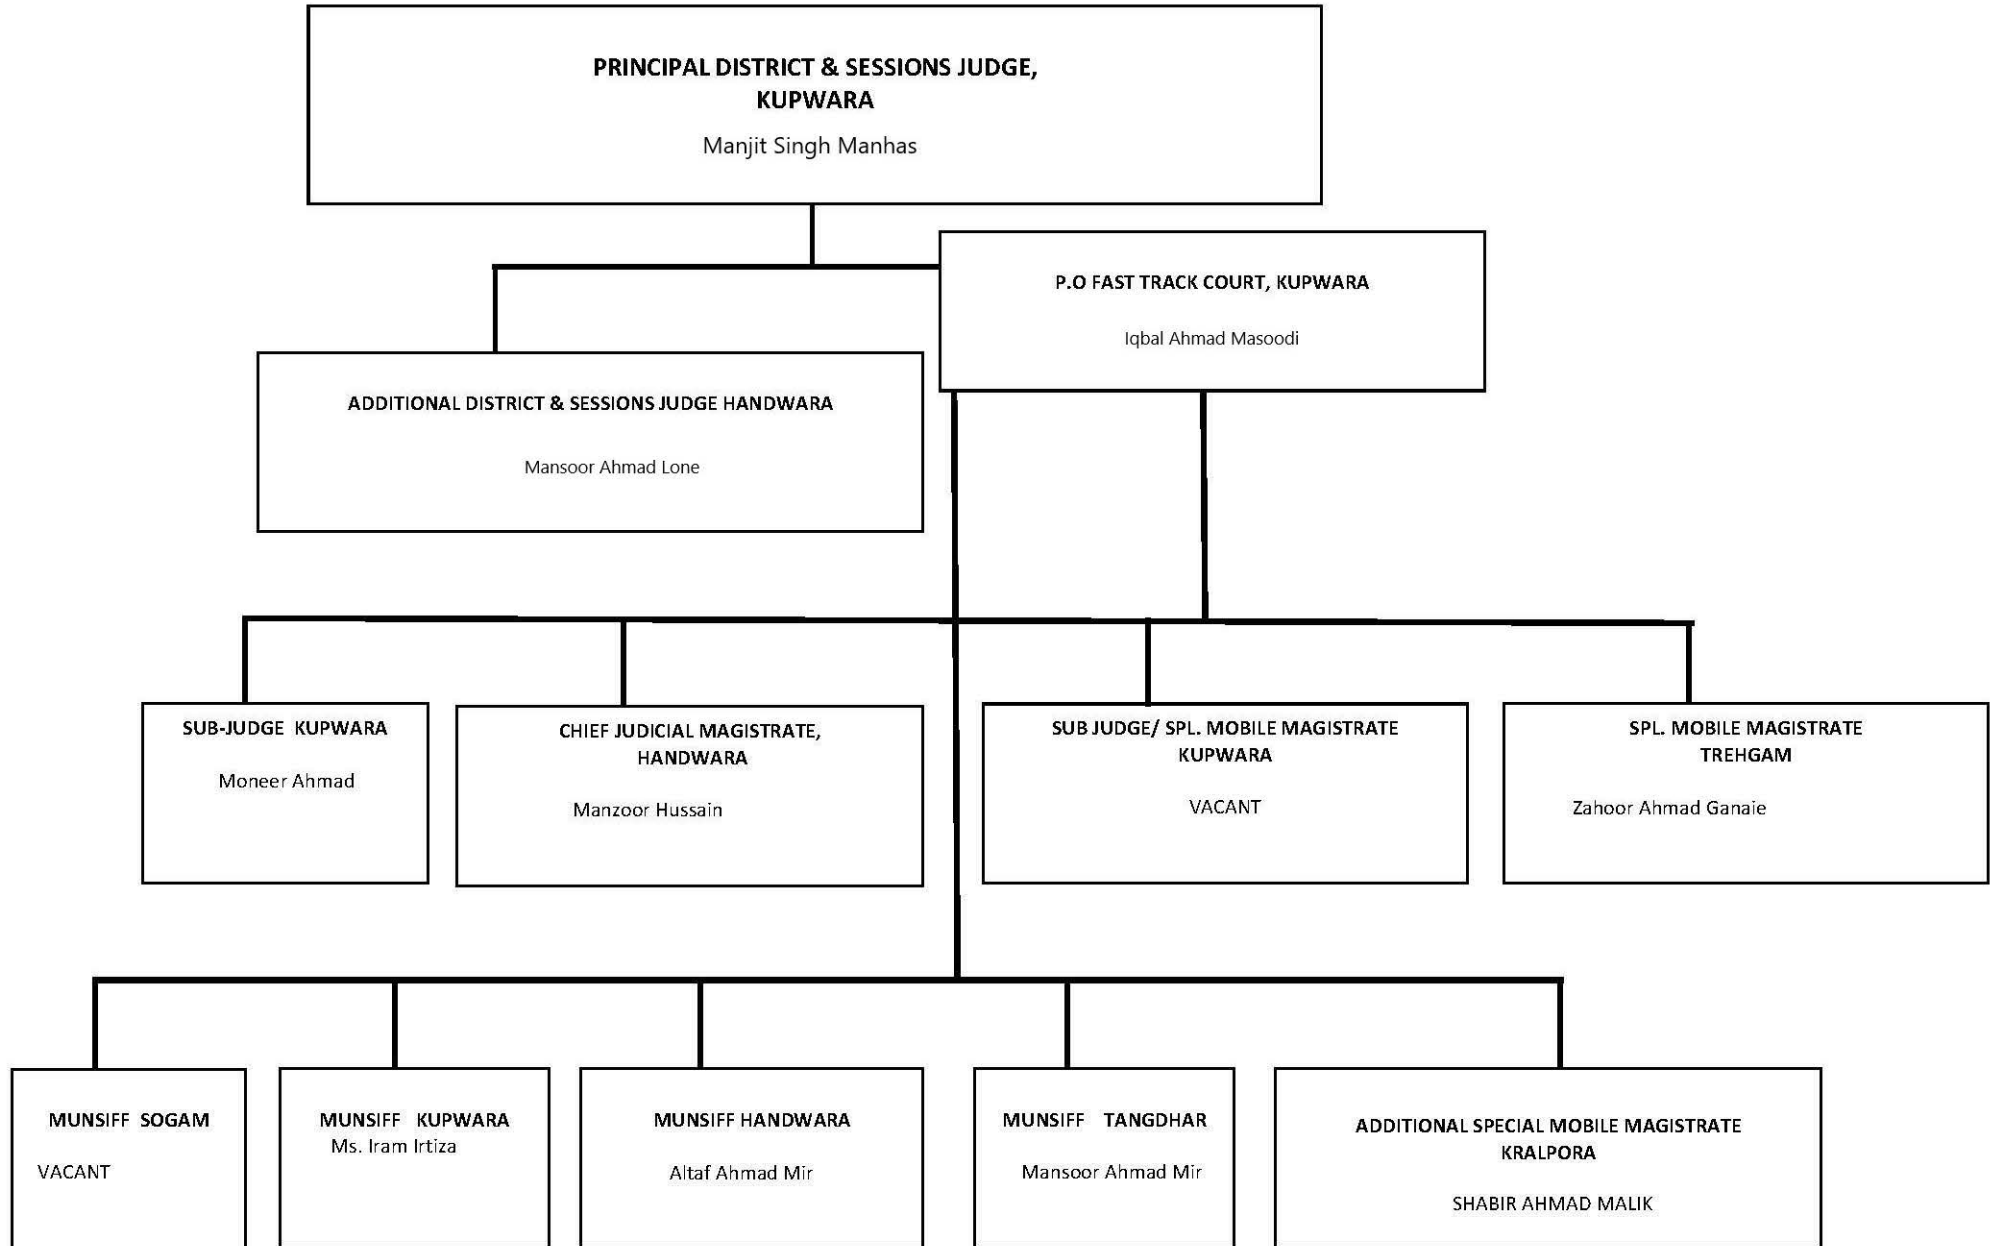 PRINCIPAL DISTRICT & SESSIONS JUDGE,
KUPWARA
Manjit Singh Manhas
P.O FAST TRACK COURT, KUPWARA
Iqbal Ahmad Masoodi
ADDITIONAL DISTRICT & SESSIONS JUDGE HANDWARA
Mansoor Ahmad Lone
SUB-JUDGE KUPWARA
Moneer Ahmad
CHIEF JUDICIAL MAGISTRATE,
HANDWARA
Manzoor Hussain
SUB JUDGE/ SPL. MOBILE MAGISTRATE
KUPWARA
VACANT
SPL. MOBILE MAGISTRATE
TREHGAM
Zahoor Ahmad Ganaie
MUNSIFF SOGAM
VACANT
MUNSIFF KUPWARA
Ms. Iram Irtiza
MUNSIFF HANDWARA
Altaf Ahmad Mir
MUNSIFF TANGDHAR
Mansoor Ahmad Mir
ADDITIONAL SPECIAL MOBILE MAGISTRATE
KRALPORA
SHABIR AHMAD MALIK